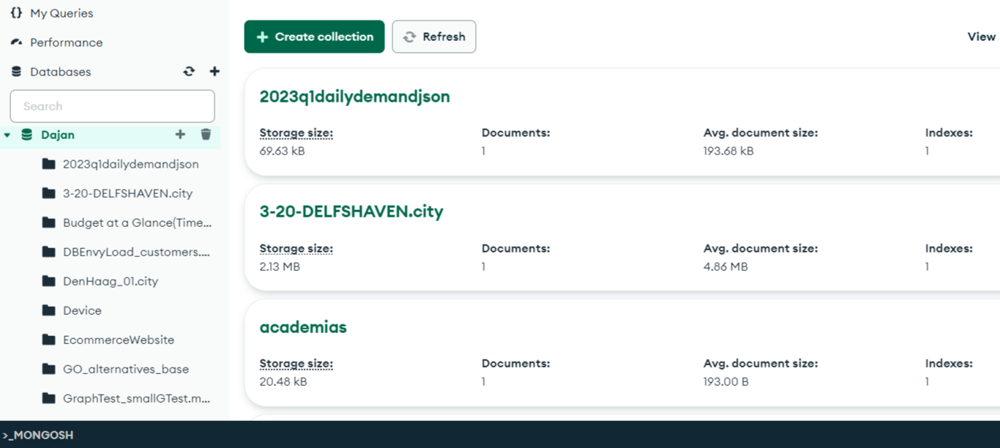 {} My Queries
Performance
Databases
Search
Dajan
2023q1dailydemandjson
3-20-DELFSHAVEN.city
Budget at a Glance(Time...
DBEnvyLoad_customers....
DenHaag_01.city
Device
EcommerceWebsite
GO_alternatives_base
GraphTest_smallGTest.m...
Create collection Refresh View
2023q1dailydemandjson
Storage size: Documents: Avg. document size: Indexes:
69.63 kB 1 193.68 kB 1
3-20-DELFSHAVEN.city
Storage size: Documents: Avg. document size: Indexes:
2.13 MB 1 4.86 MB 1
academias
Storage size: Documents: Avg. document size: Indexes:
20.48 kB 1 193.00 B 1
>_MONGOSH